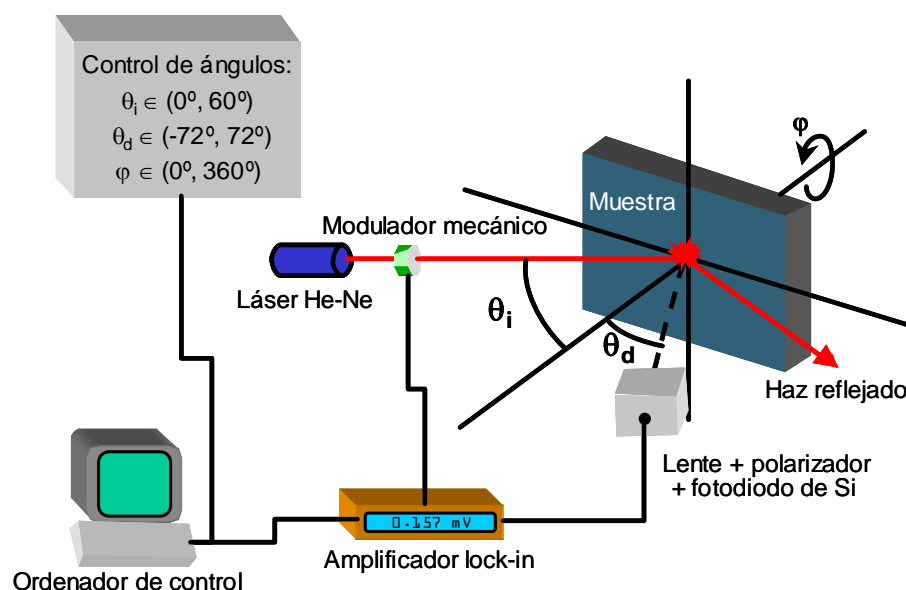 Control de ángulos:
θi ∈ (0º, 60º)
θd ∈ (-72º, 72º)
φ ∈ (0º, 360º)
φ
Muestra
Modulador mecánico
Láser He-Ne
θi
θd
Haz reflejado
Lente + polarizador
+ fotodiodo de Si
0.157 mV
Amplificador lock-in
Ordenador de control